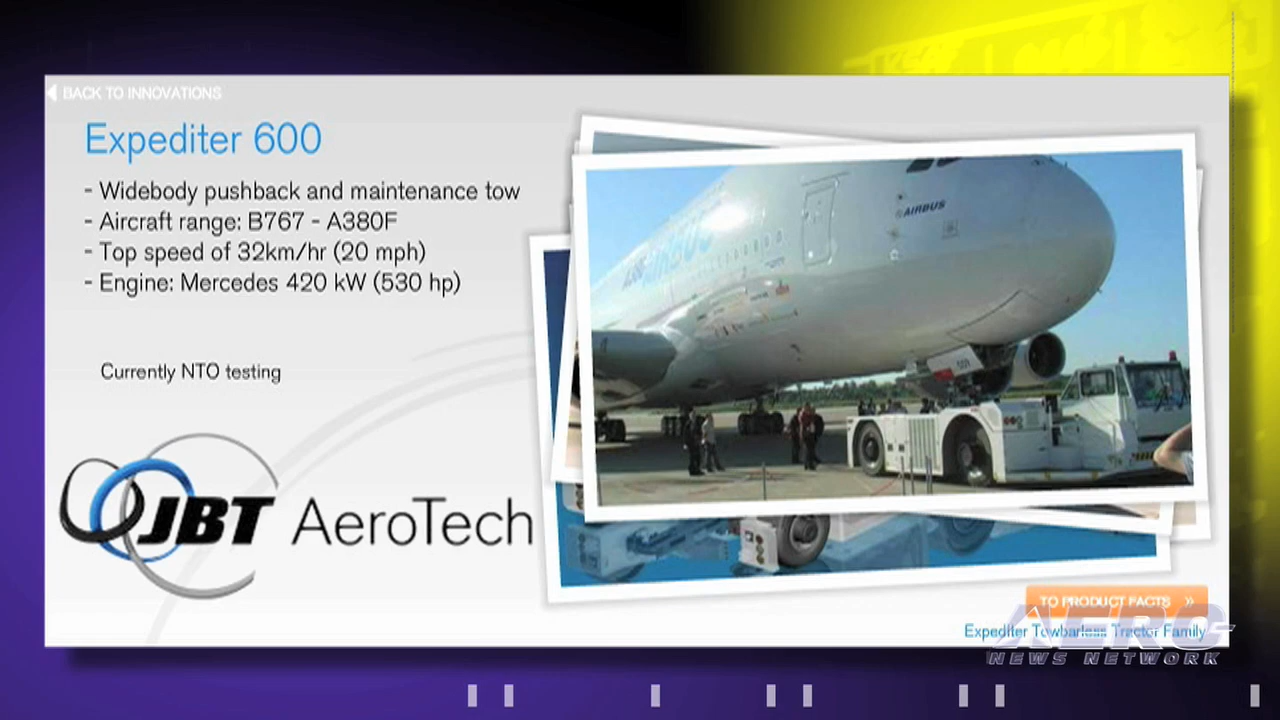 BACK TO INNOVATIONS
Expediter 600
- Widebody pushback and maintenance tow
- Aircraft range: B767 - A380F
- Top speed of 32km/hr (20 mph)
- Engine: Mercedes 420 kW (530 hp)
Currently NTO testing
JBT AeroTech
AIRBUS
TO PRODUCT FACTS »
Expediter Towbarless Tractor Family
AERO
NEWS NETWORK